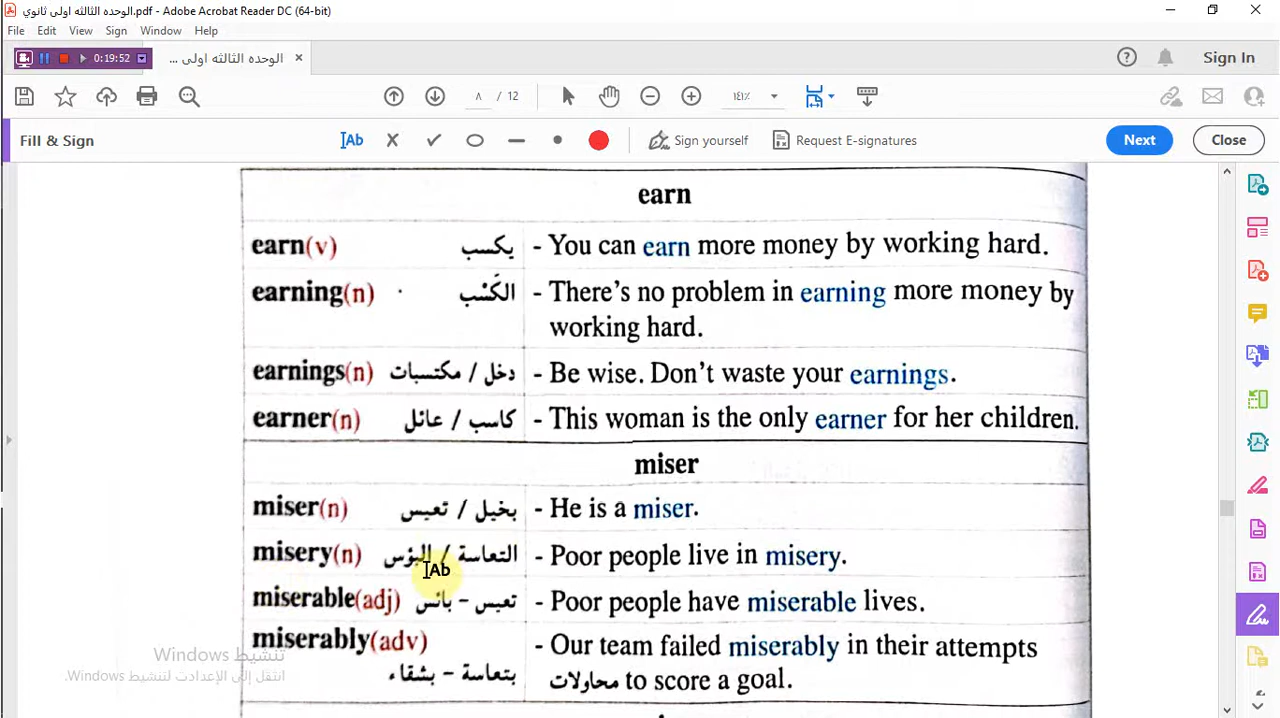 الوحده الثالثه اولى ثانوي.pdf - Adobe Acrobat Reader DC (64-bit)
File Edit View Sign Window Help
0:19:52 الوحده الثالثه اولى ... × Sign In
٨ / 12 ١٤١٪
Fill & Sign Ab Sign yourself Request E-signatures Next Close
earn
earn(v) يكسب - You can earn more money by working hard.
earning(n) الكَسْب - There's no problem in earning more money by
working hard.
earnings(n) دخل / مكتسبات - Be wise. Don't waste your earnings.
earner(n) كاسب / عائل - This woman is the only earner for her children.
miser
miser(n) بخيل / تعيس - He is a miser.
misery(n) التعاسة / البؤس - Poor people live in misery.
Ab
miserable(adj) تعيس - بائس - Poor people have miserable lives.
miserably(adv) - Our team failed miserably in their attempts
بتعاسة - بشقاء محاولات to score a goal.
تنشيط Windows
انتقل إلى الإعدادات لتنشيط Windows.